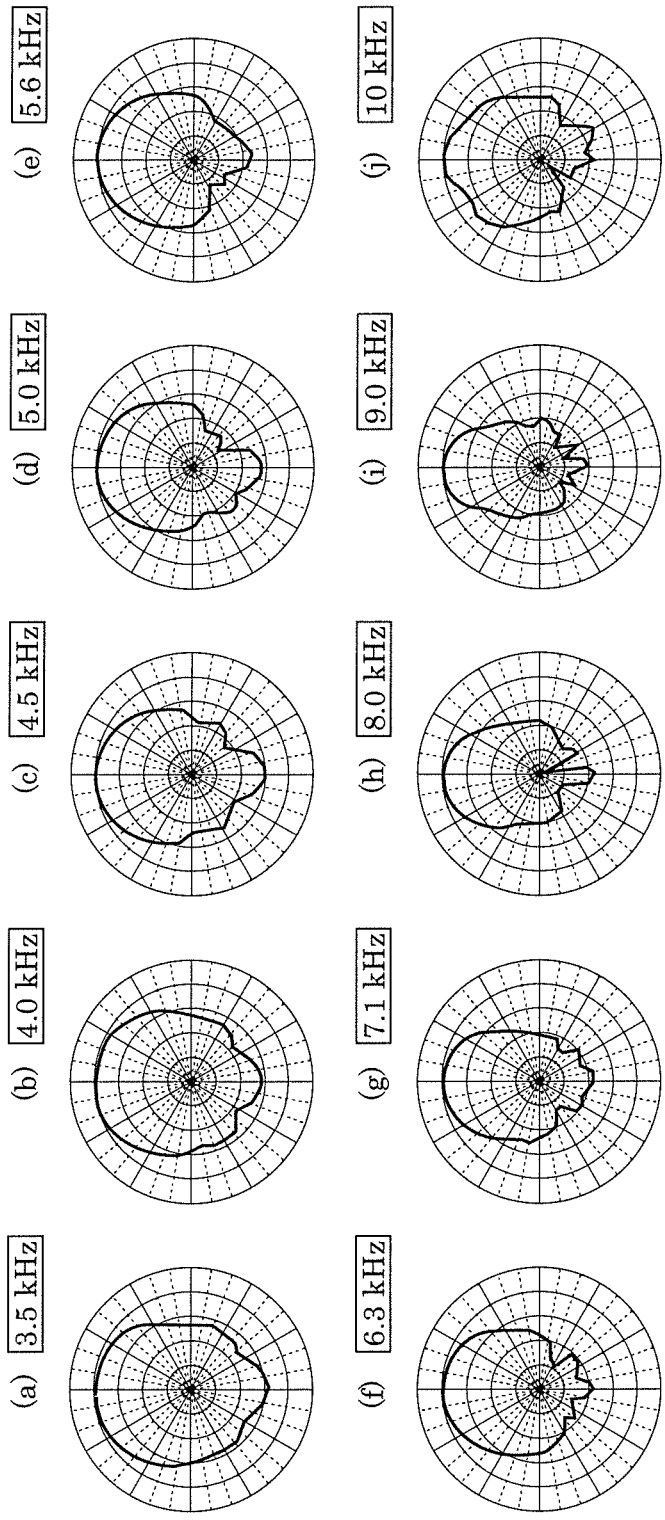 (a) 3.5 kHz
(b) 4.0 kHz
(c) 4.5 kHz
(d) 5.0 kHz
(e) 5.6 kHz
(f) 6.3 kHz
(g) 7.1 kHz
(h) 8.0 kHz
(i) 9.0 kHz
(j) 10 kHz